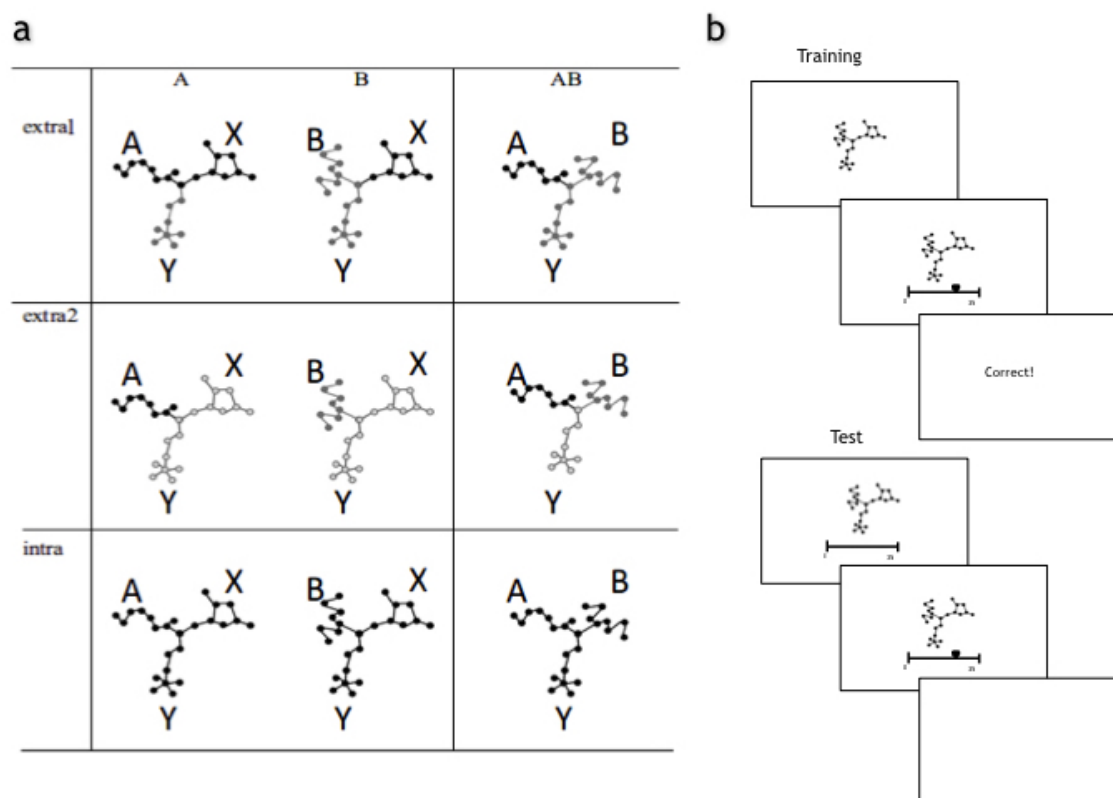 a
A B AB
extra1
A X B X A B
Y Y Y
extra2
A X B X A B
Y Y Y
intra
A X B X A B
Y Y Y
b
Training
Correct!
Test